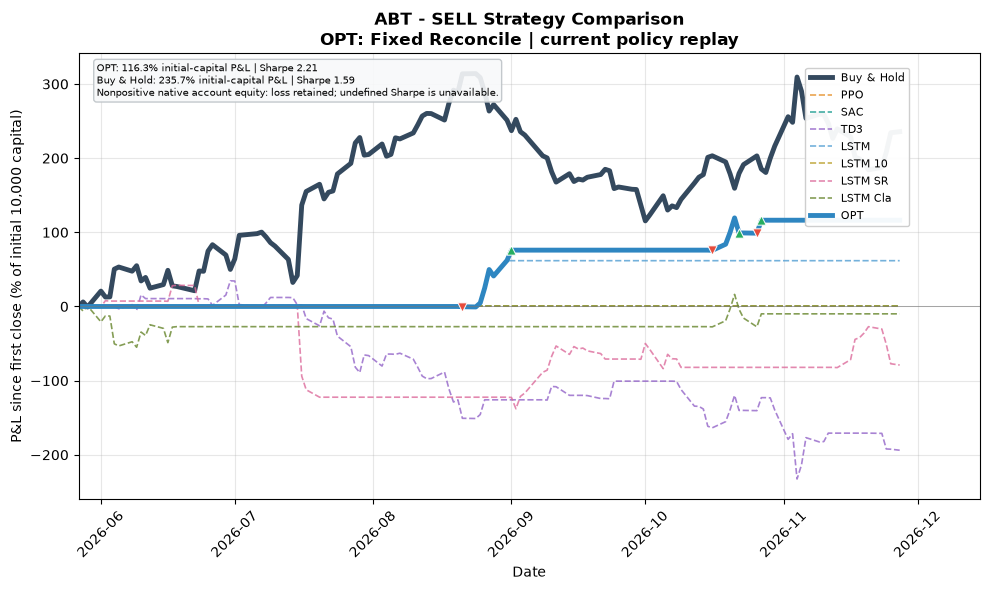 ABT - SELL Strategy Comparison
OPT: Fixed Reconcile | current policy replay
OPT: 116.3% initial-capital P&L | Sharpe 2.21
Buy & Hold: 235.7% initial-capital P&L | Sharpe 1.59
Nonpositive native account equity: loss retained; undefined Sharpe is unavailable.
Buy & Hold
PPO
SAC
TD3
LSTM
LSTM 10
LSTM SR
LSTM Cla
OPT
P&L since first close (% of initial 10,000 capital)
300
200
100
0
−100
−200
2026-06
2026-07
2026-08
2026-09
2026-10
2026-11
2026-12
Date